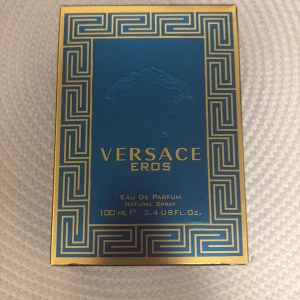 VERSACE
EROS
EAU DE PARFUM
NATURAL SPRAY
100 ML ℮ 3.4 US FL.OZ.